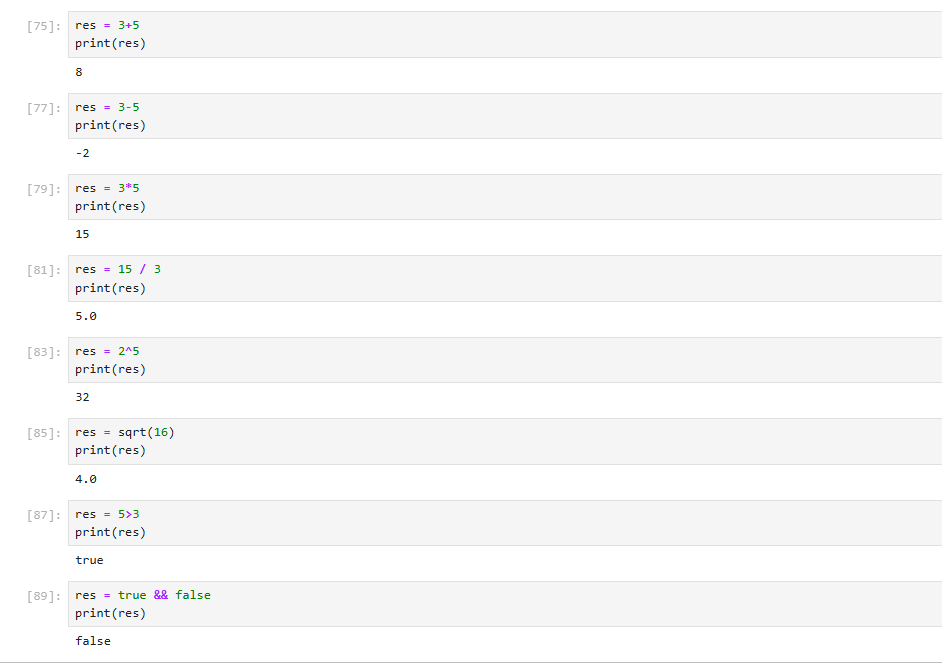 [75]: res = 3+5
print(res)
8
[77]: res = 3-5
print(res)
-2
[79]: res = 3*5
print(res)
15
[81]: res = 15 / 3
print(res)
5.0
[83]: res = 2^5
print(res)
32
[85]: res = sqrt(16)
print(res)
4.0
[87]: res = 5>3
print(res)
true
[89]: res = true && false
print(res)
false